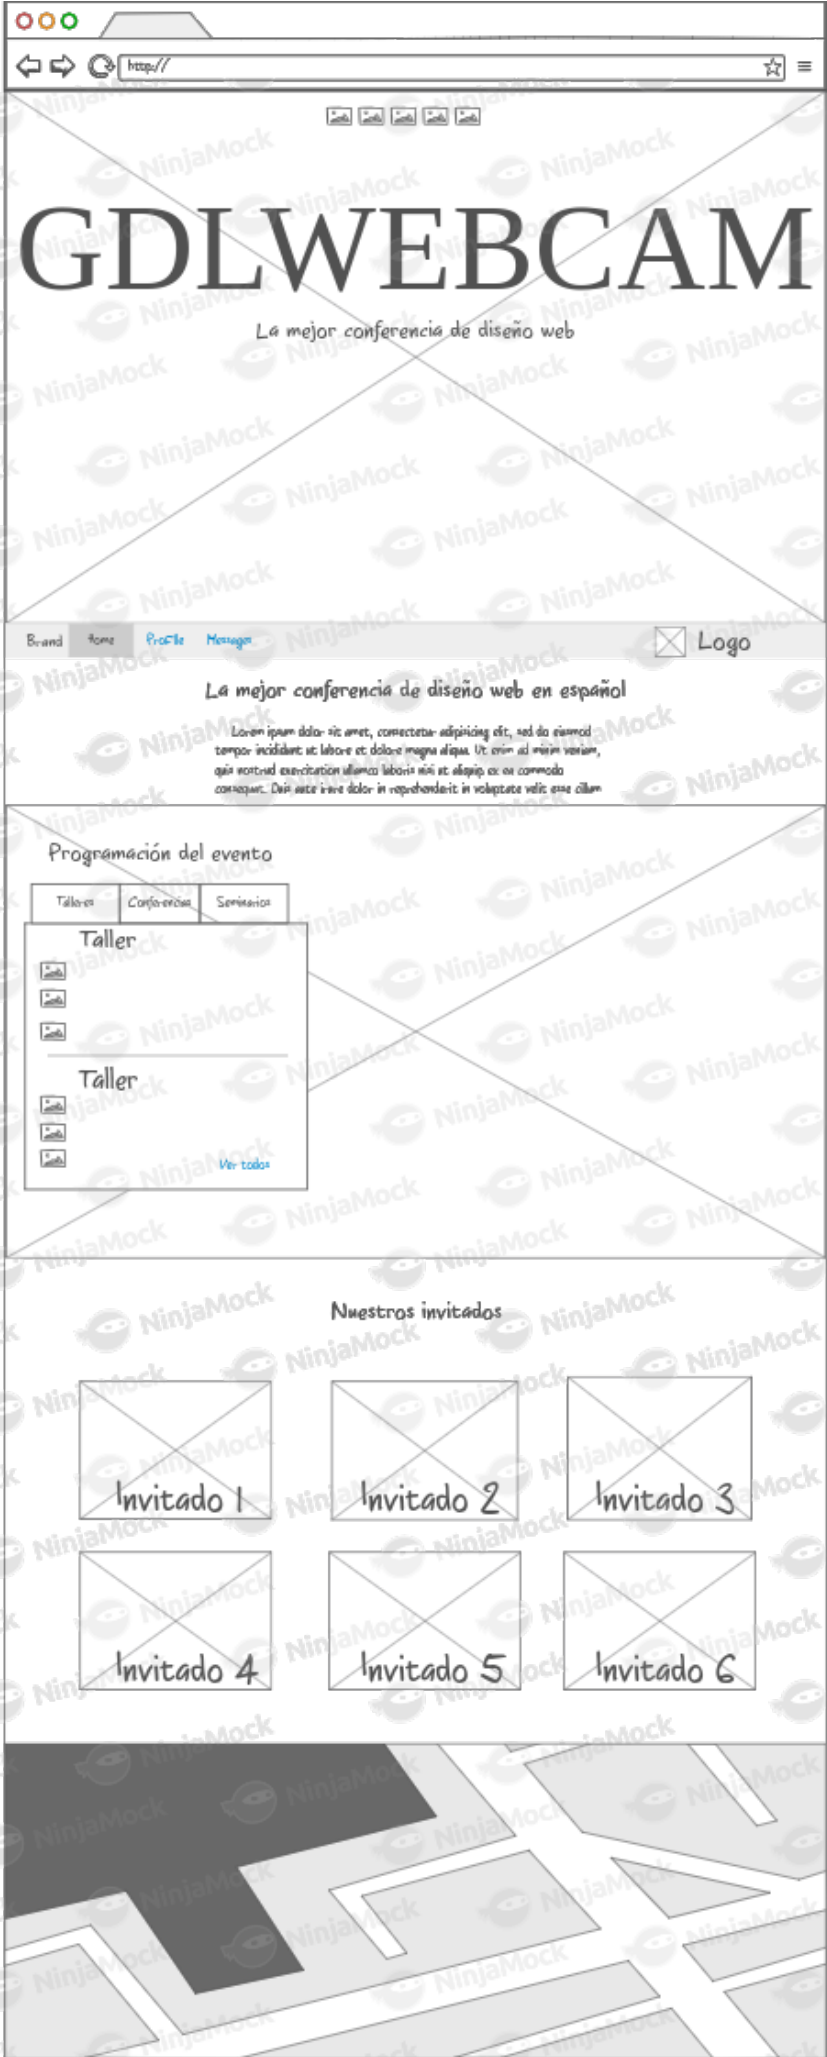 http://
GDLWEBCAM
La mejor conferencia de diseño web
Brand Home Profile Messages Logo
La mejor conferencia de diseño web en español
Lorem ipsum dolor sit amet, consectetur adipisicing elit, sed do eiusmod
tempor incididunt ut labore et dolore magna aliqua. Ut enim ad minim veniam,
quis nostrud exercitation ullamco laboris nisi ut aliquip ex ea commodo
consequat. Duis aute irure dolor in reprehenderit in voluptate velit esse cillum
Programación del evento
Talleres Conferencias Seminarios
Taller
Taller
Ver todos
Nuestros invitados
Invitado 1 Invitado 2 Invitado 3
Invitado 4 Invitado 5 Invitado 6
NinjaMock